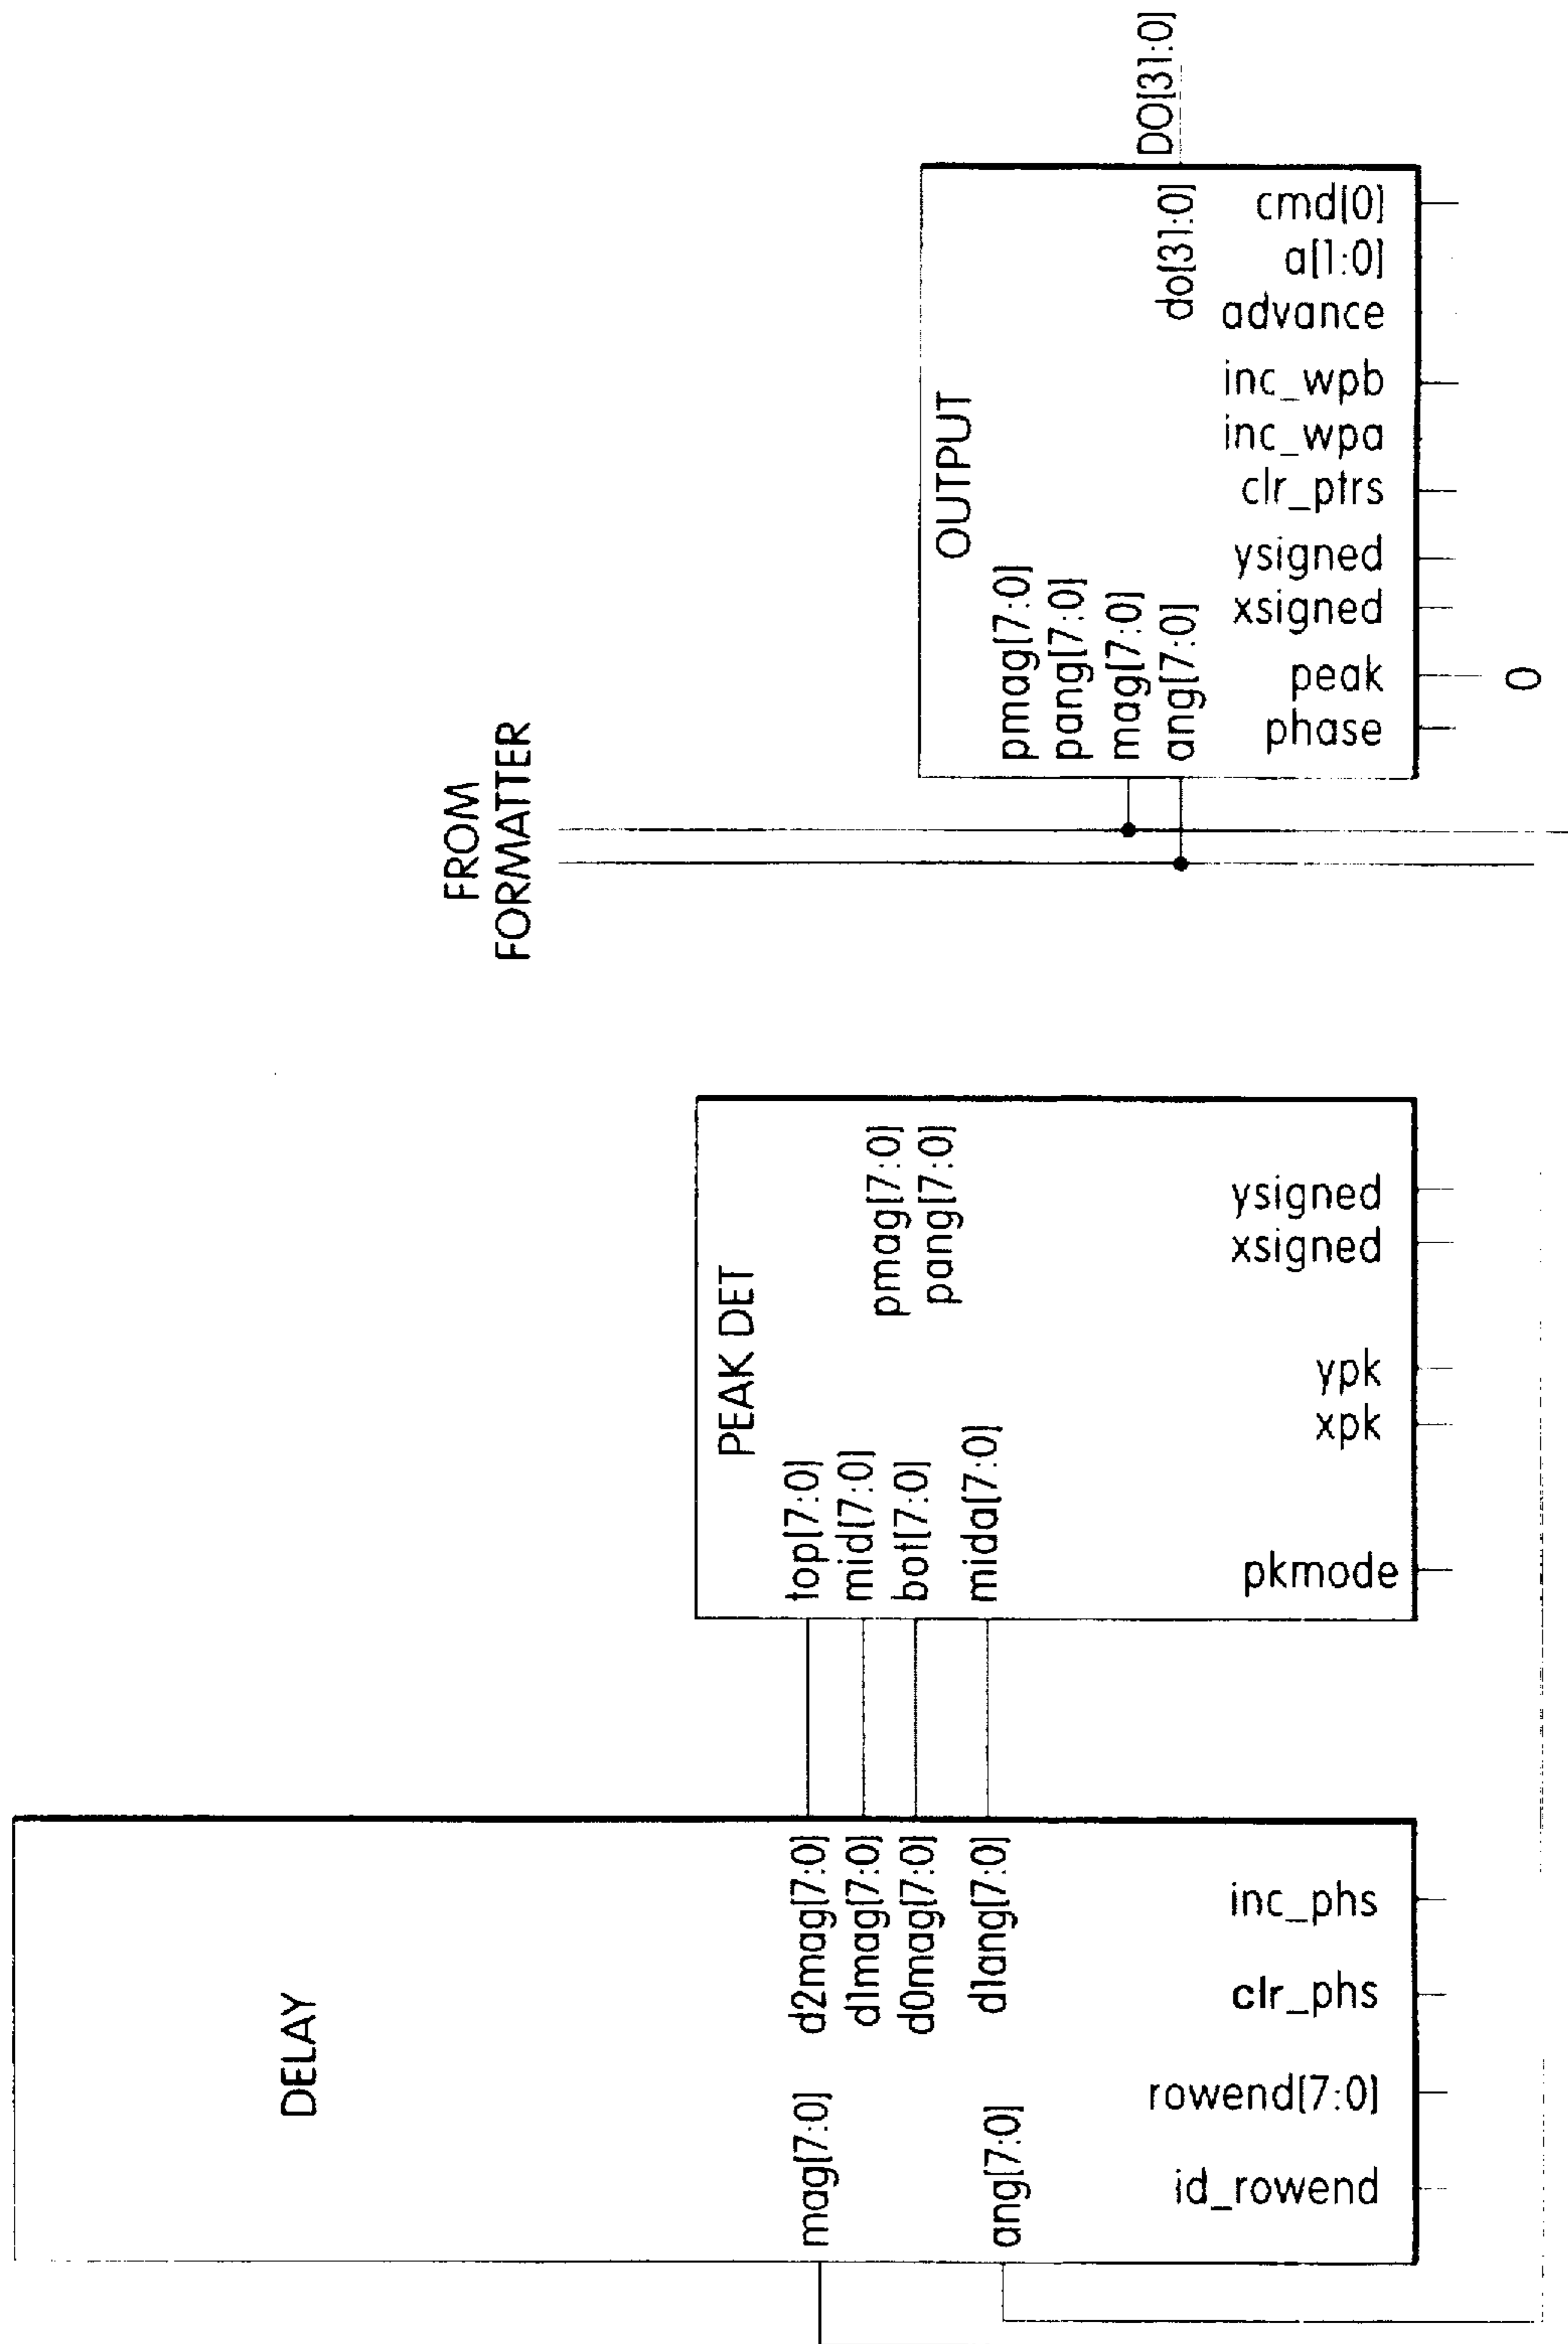 DELAY
mag[7:0]
ang[7:0]
d2mag[7:0]
d1mag[7:0]
d0mag[7:0]
d1ang[7:0]
id_rowend
rowend[7:0]
clr_phs
inc_phs
PEAK DET
top[7:0]
mid[7:0]
bot[7:0]
mida[7:0]
pmag[7:0]
pang[7:0]
pkmode
xpk
ypk
xsigned
ysigned
FROM
FORMATTER
OUTPUT
pmag[7:0]
pang[7:0]
mag[7:0]
ang[7:0]
do[31:0]
DO[31:0]
phase
peak
xsigned
ysigned
clr_ptrs
inc_wpa
inc_wpb
advance
a[1:0]
cmd[0]
0